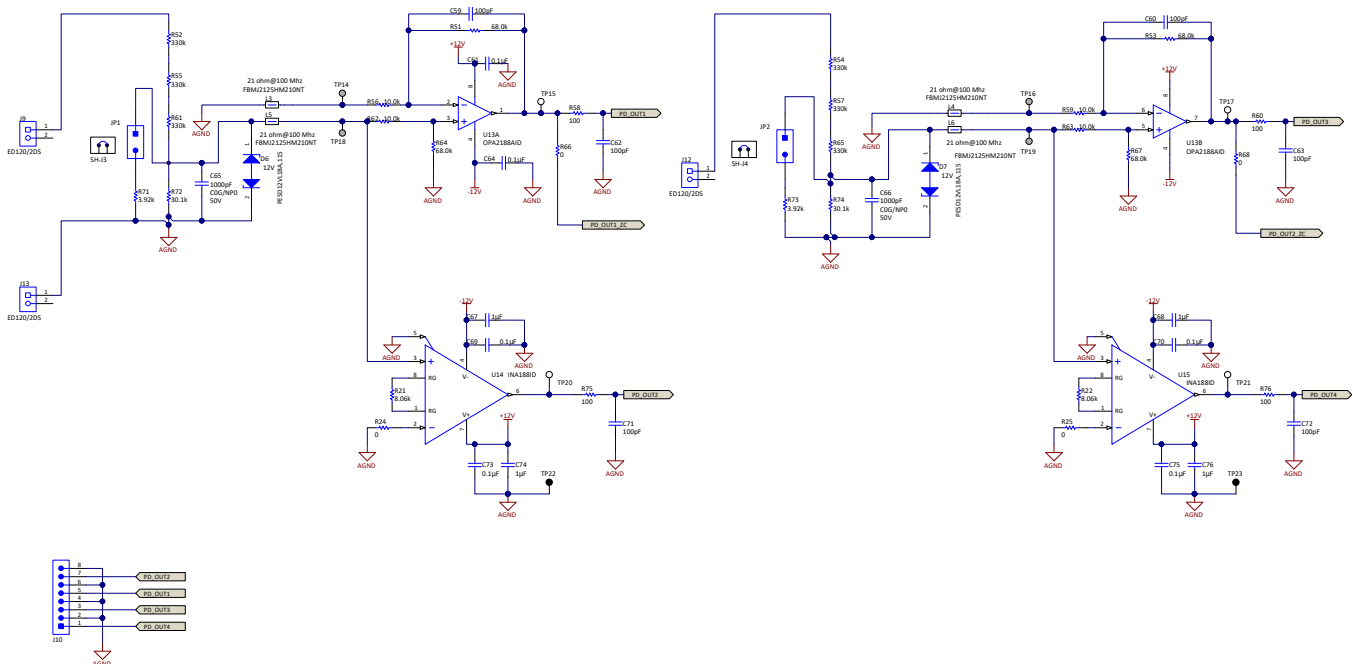 C59
100pF
R51
68.0k
R52
330k
+12V
C61
0.1µF
AGND
R55
330k
21 ohm@100 Mhz
FBMJ2125HM210NT
TP14
L3
R56
10.0k
8
2
3
1
TP15
R58
100
PD_OUT1
J9
1
2
ED120/2DS
JP1
SH-J3
R61
330k
AGND
L5
R62
10.0k
21 ohm@100 Mhz
FBMJ2125HM210NT
TP18
U13A
OPA2188AID
R64
68.0k
4
C64
0.1µF
-12V
AGND
R66
0
C62
100pF
AGND
1
D6
12V
2
PESD12VL1BA,115
C65
1000pF
C0G/NP0
50V
R71
3.92k
R72
30.1k
AGND
AGND
PD_OUT1_ZC
J13
1
2
ED120/2DS
-12V
C67
1µF
C69
0.1µF
AGND
5
AGND
3
4
8
RG
R21
8.06k
1
RG
R24
0
2
AGND
V-
V+
7
U14
INA188ID
6
TP20
R75
100
PD_OUT2
+12V
C71
100pF
AGND
C73
0.1µF
C74
1µF
TP22
AGND
C60
100pF
R53
68.0k
R54
330k
+12V
R57
330k
21 ohm@100 Mhz
FBMJ2125HM210NT
TP16
L4
R59
10.0k
8
6
5
7
TP17
R60
100
PD_OUT3
J12
1
2
ED120/2DS
JP2
SH-J4
R65
330k
AGND
L6
R63
10.0k
21 ohm@100 Mhz
FBMJ2125HM210NT
TP19
U13B
OPA2188AID
R67
68.0k
4
-12V
R68
0
C63
100pF
AGND
1
D7
12V
2
PESD12VL1BA,115
C66
1000pF
C0G/NP0
50V
R73
3.92k
R74
30.1k
AGND
AGND
PD_OUT2_ZC
-12V
C68
1µF
C70
0.1µF
AGND
5
AGND
3
4
8
RG
R22
8.06k
1
RG
R25
0
2
AGND
V-
V+
7
U15
INA188ID
6
TP21
R76
100
PD_OUT4
+12V
C72
100pF
AGND
C75
0.1µF
C76
1µF
TP23
AGND
8
7
PD_OUT2
6
5
PD_OUT1
4
3
PD_OUT3
2
1
PD_OUT4
J10
AGND